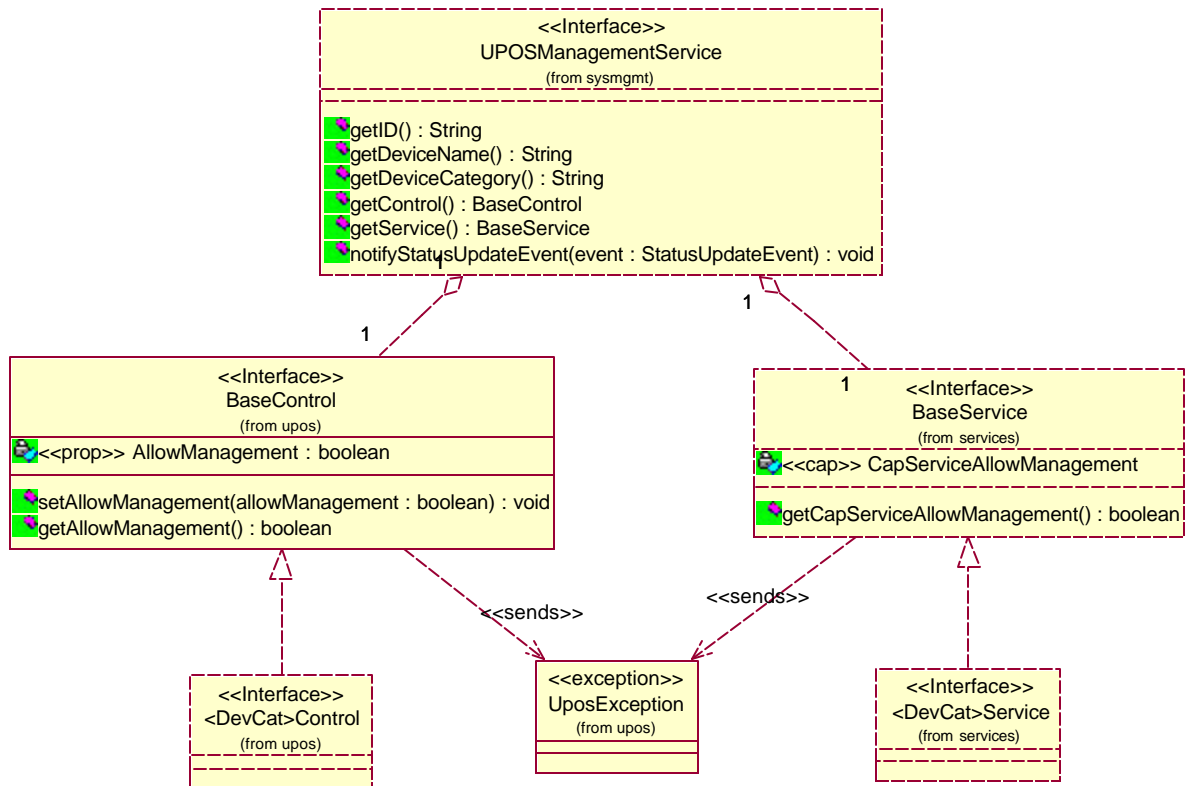 <<Interface>>
UPOSManagementService
(from sysmgmt)
getID() : String
getDeviceName() : String
getDeviceCategory() : String
getControl() : BaseControl
getService() : BaseService
notifyStatusUpdateEvent(event : StatusUpdateEvent) : void
1
1
1
1
<<Interface>>
BaseControl
(from upos)
<<prop>> AllowManagement : boolean
setAllowManagement(allowManagement : boolean) : void
getAllowManagement() : boolean
<<Interface>>
BaseService
(from services)
<<cap>> CapServiceAllowManagement
getCapServiceAllowManagement() : boolean
<<sends>>
<<sends>>
<<Interface>>
<DevCat>Control
(from upos)
<<exception>>
UposException
(from upos)
<<Interface>>
<DevCat>Service
(from services)